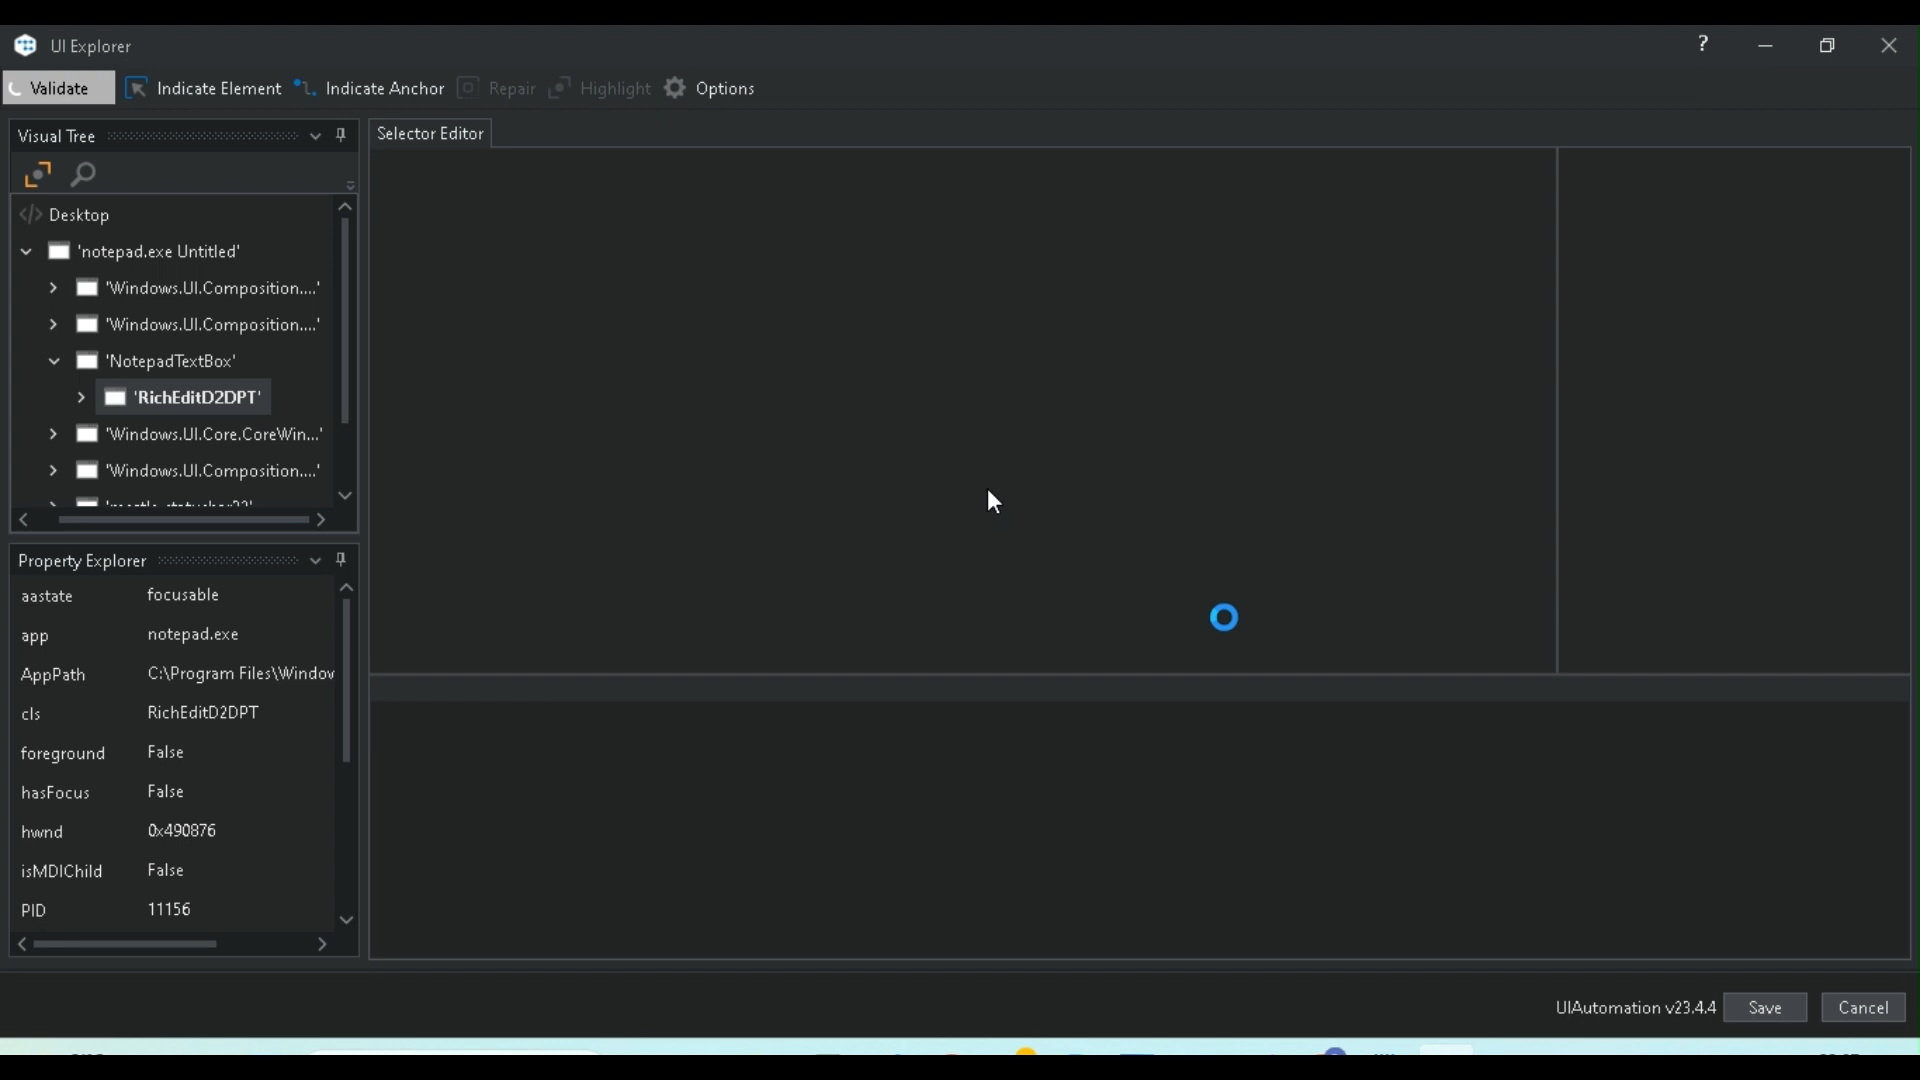 UI Explorer
?
Validate Indicate Element Indicate Anchor Repair Highlight Options
Visual Tree
Selector Editor
Desktop
'notepad.exe Untitled'
'Windows.UI.Composition....'
'Windows.UI.Composition....'
'NotepadTextBox'
'RichEditD2DPT'
'Windows.UI.Core.CoreWin...'
'Windows.UI.Composition....'
Property Explorer
aastate focusable
app notepad.exe
AppPath C:\Program Files\Window
cls RichEditD2DPT
foreground False
hasFocus False
hwnd 0x490876
isMDIChild False
PID 11156
UIAutomation v23.4.4 Save Cancel